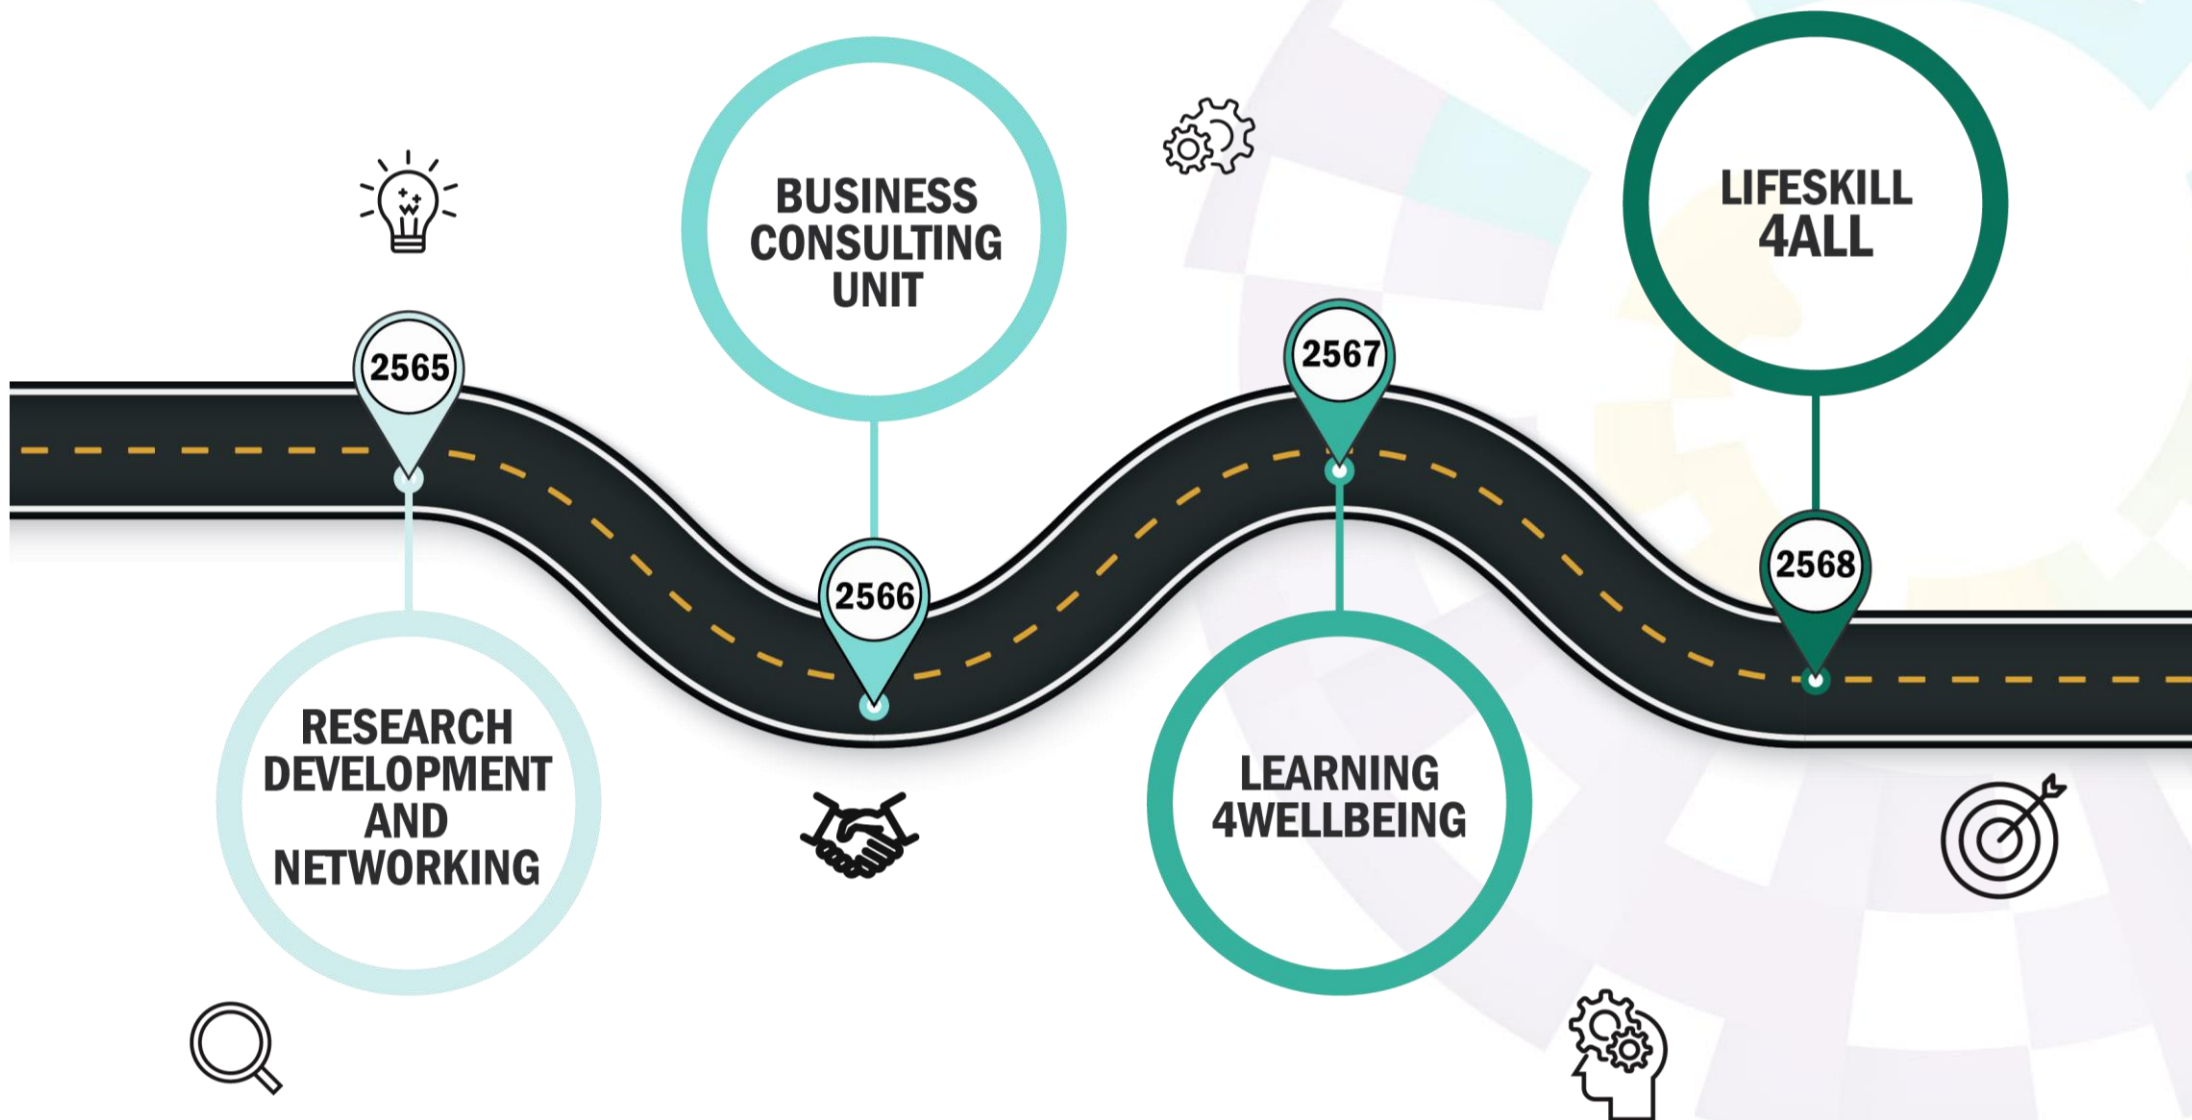 2565
RESEARCH
DEVELOPMENT
AND
NETWORKING
BUSINESS
CONSULTING
UNIT
2566
2567
LEARNING
4WELLBEING
LIFESKILL
4ALL
2568